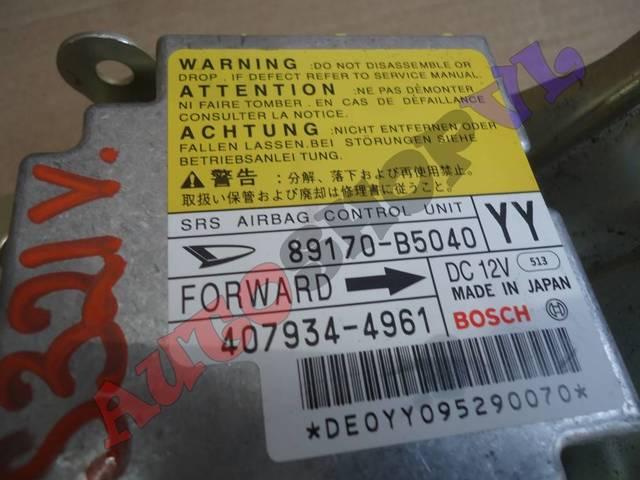 WARNING :DO NOT DISASSEMBLE OR
DROP . IF DEFECT REFER TO SERVICE MANUAL.
ATTENTION :NE PAS DÉMONTER
NI FAIRE TOMBER . EN CAS DE DÉFAILLANCE
CONSULTER LA NOTICE.
ACHTUNG :NICHT ENTFERNEN ODER
FALLEN LASSEN.BEI STÖRUNGEN SIEHE
BETRIEBSANLEI TUNG.
警告 : 分解、落下および再使用禁止。
取扱い保管および廃却は修理書に従うこと。
SRS AIRBAG CONTROL UNIT
89170-B5040 YY
FORWARD DC 12V 513
MADE IN JAPAN
407934-4961 BOSCH
*DE0YY095290070*
S321V.
AutoShopVL